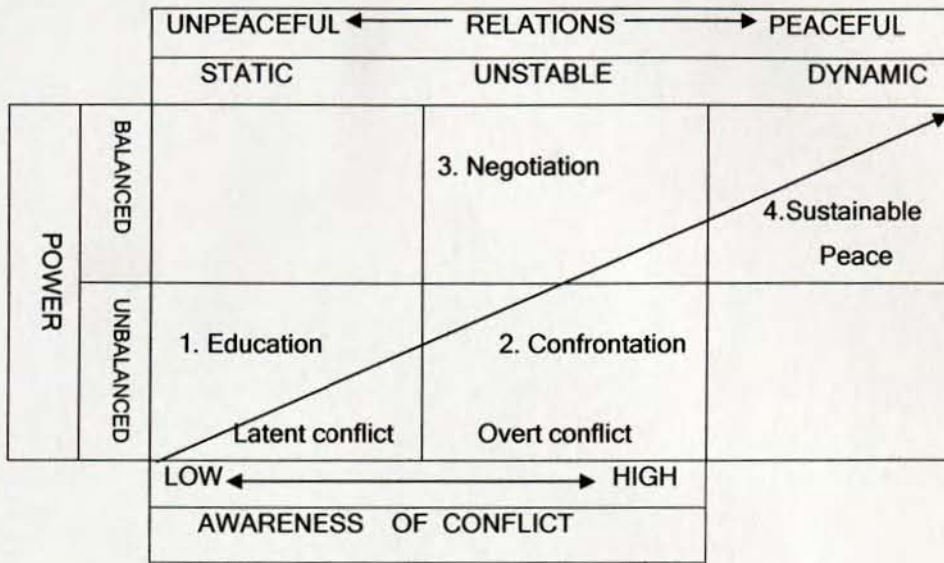 UNPEACEFUL RELATIONS PEACEFUL
STATIC UNSTABLE DYNAMIC
POWER
BALANCED
3. Negotiation
4.Sustainable
Peace
UNBALANCED
1. Education 2. Confrontation
Latent conflict Overt conflict
LOW HIGH
AWARENESS OF CONFLICT